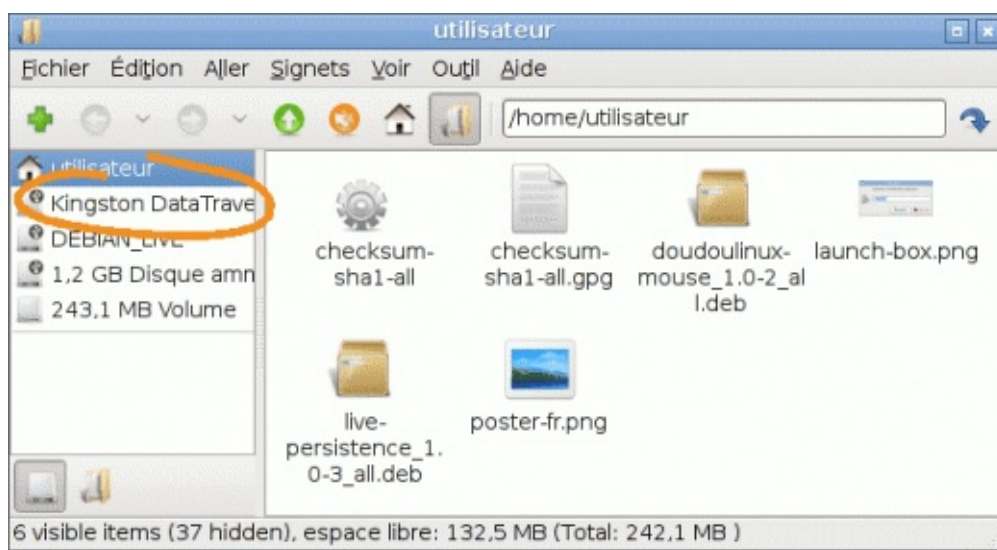 utilisateur
Fichier Édition Aller Signets Voir Outil Aide
/home/utilisateur
utilisateur
Kingston DataTrave
DEBIAN_LIVE
1,2 GB Disque amn
243,1 MB Volume
checksum-
sha1-all
checksum-
sha1-all.gpg
doudoulinux-
mouse_1.0-2_al
l.deb
launch-box.png
live-
persistence_1.
0-3_all.deb
poster-fr.png
6 visible items (37 hidden), espace libre: 132,5 MB (Total: 242,1 MB )